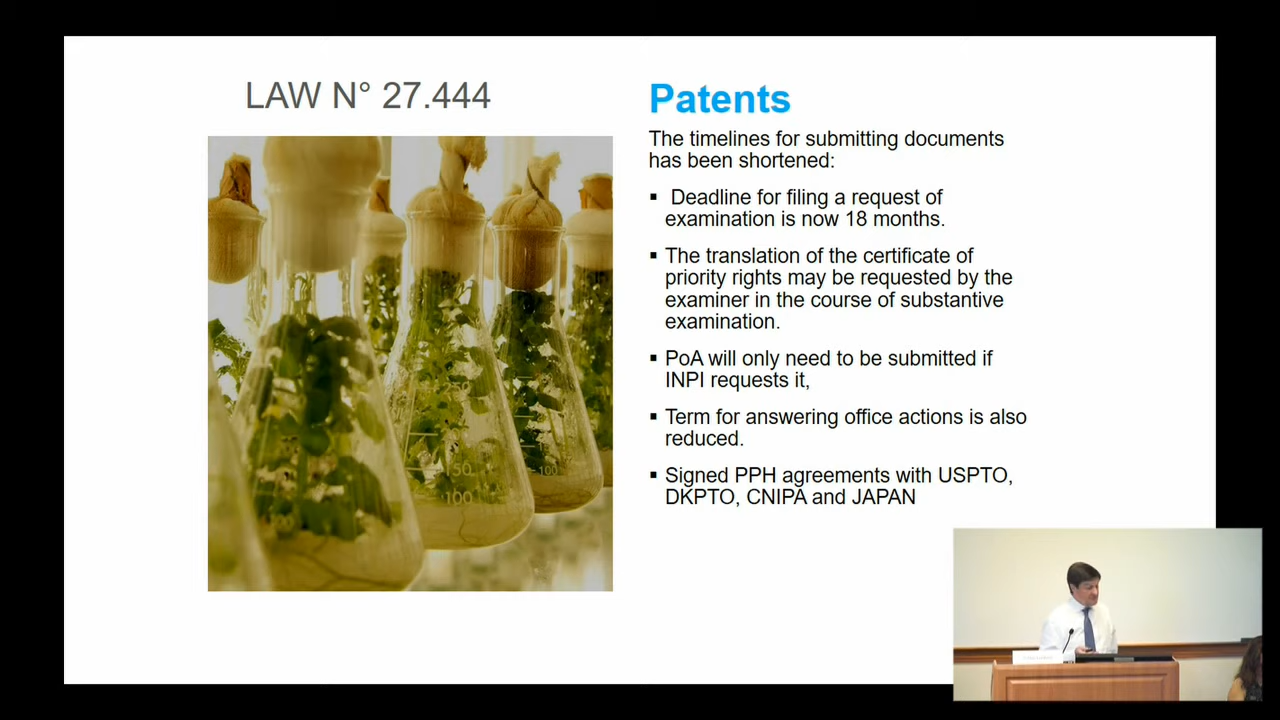 LAW N° 27.444
Patents
The timelines for submitting documents
has been shortened:
▪ Deadline for filing a request of
examination is now 18 months.
▪ The translation of the certificate of
priority rights may be requested by the
examiner in the course of substantive
examination.
▪ PoA will only need to be submitted if
INPI requests it,
▪ Term for answering office actions is also
reduced.
▪ Signed PPH agreements with USPTO,
DKPTO, CNIPA and JAPAN
150
100
100